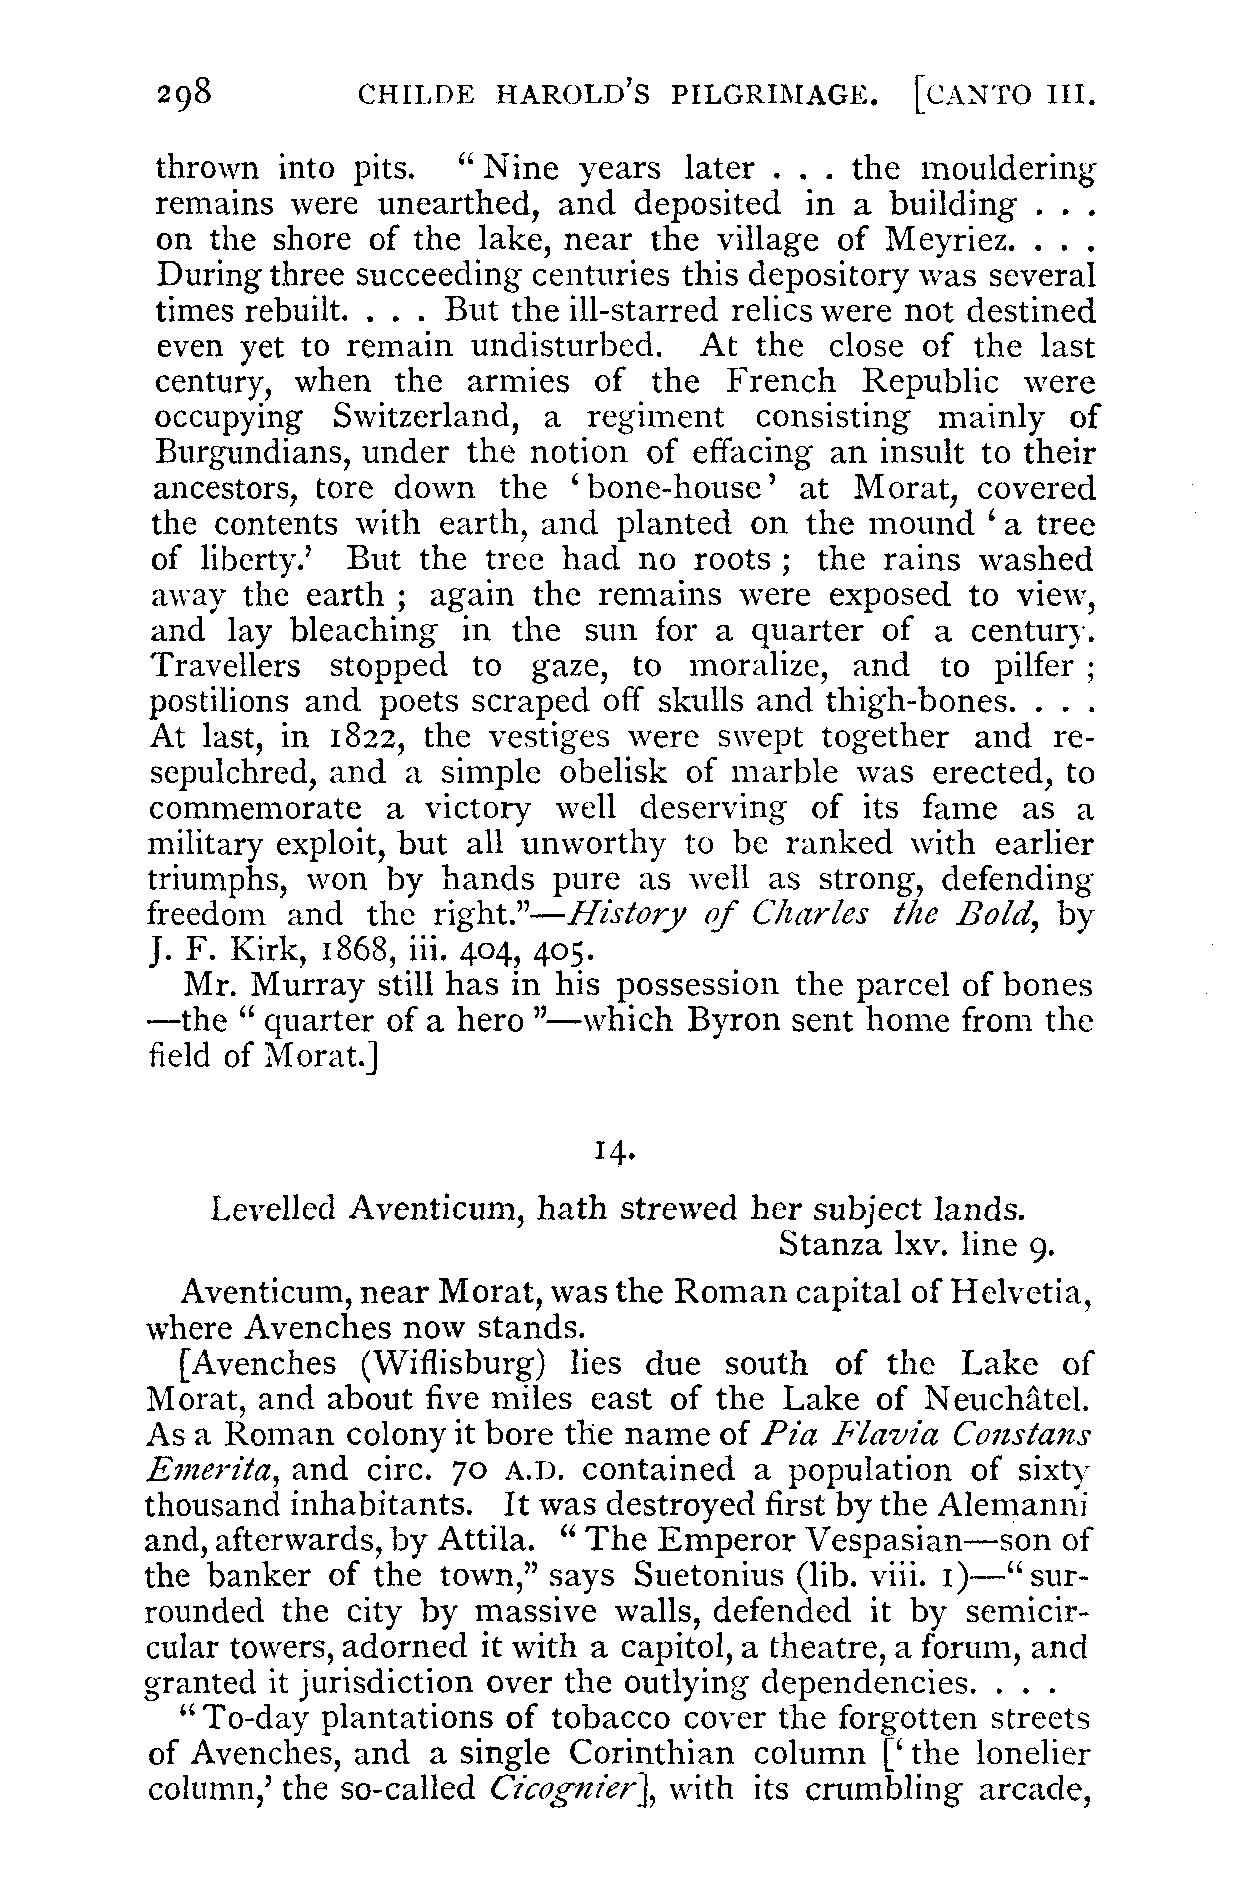 298 CHILDE HAROLD'S PILGRIMAGE. [CANTO III.
thrown into pits. “Nine years later . . . the mouldering
remains were unearthed, and deposited in a building . . .
on the shore of the lake, near the village of Meyriez. . . .
During three succeeding centuries this depository was several
times rebuilt. . . . But the ill-starred relics were not destined
even yet to remain undisturbed. At the close of the last
century, when the armies of the French Republic were
occupying Switzerland, a regiment consisting mainly of
Burgundians, under the notion of effacing an insult to their
ancestors, tore down the ‘bone-house’ at Morat, covered
the contents with earth, and planted on the mound ‘a tree
of liberty.’ But the tree had no roots ; the rains washed
away the earth ; again the remains were exposed to view,
and lay bleaching in the sun for a quarter of a century.
Travellers stopped to gaze, to moralize, and to pilfer ;
postilions and poets scraped off skulls and thigh-bones. . . .
At last, in 1822, the vestiges were swept together and re-
sepulchred, and a simple obelisk of marble was erected, to
commemorate a victory well deserving of its fame as a
military exploit, but all unworthy to be ranked with earlier
triumphs, won by hands pure as well as strong, defending
freedom and the right.”—History of Charles the Bold, by
J. F. Kirk, 1868, iii. 404, 405.
Mr. Murray still has in his possession the parcel of bones
—the “quarter of a hero”—which Byron sent home from the
field of Morat.]
14.
Levelled Aventicum, hath strewed her subject lands.
Stanza lxv. line 9.
Aventicum, near Morat, was the Roman capital of Helvetia,
where Avenches now stands.
[Avenches (Wiflisburg) lies due south of the Lake of
Morat, and about five miles east of the Lake of Neuchâtel.
As a Roman colony it bore the name of Pia Flavia Constans
Emerita, and circ. 70 A.D. contained a population of sixty
thousand inhabitants. It was destroyed first by the Alemanni
and, afterwards, by Attila. “The Emperor Vespasian—son of
the banker of the town,” says Suetonius (lib. viii. 1)—“sur-
rounded the city by massive walls, defended it by semicir-
cular towers, adorned it with a capitol, a theatre, a forum, and
granted it jurisdiction over the outlying dependencies. . . .
“To-day plantations of tobacco cover the forgotten streets
of Avenches, and a single Corinthian column [‘the lonelier
column,’ the so-called Cicognier], with its crumbling arcade,